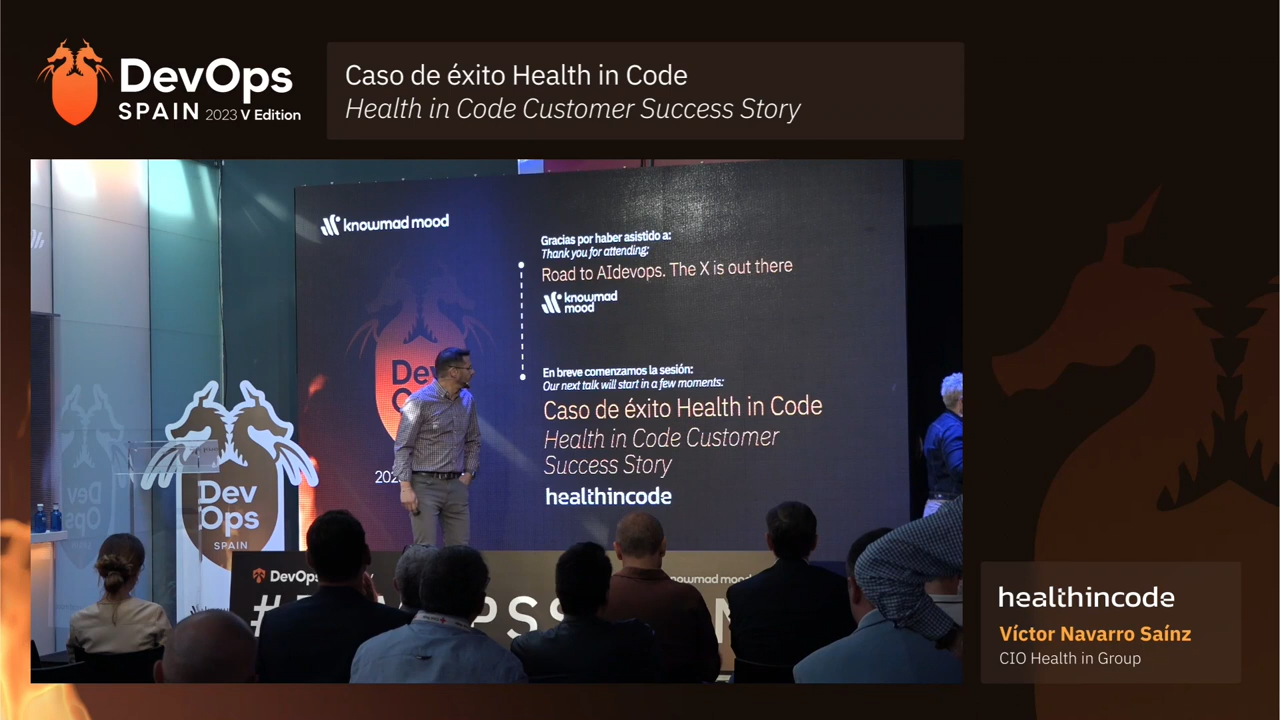 DevOps
SPAIN 2023 V Edition
Caso de éxito Health in Code
Health in Code Customer Success Story
knowmad mood
Gracias por haber asistido a:
Thank you for attending:
Road to AIdevops. The X is out there
knowmad
mood
En breve comenzamos la sesión:
Our next talk will start in a few moments:
Caso de éxito Health in Code
Health in Code Customer
Success Story
healthincode
Dev
Ops
SPAIN
healthincode
Víctor Navarro Saínz
CIO Health in Group